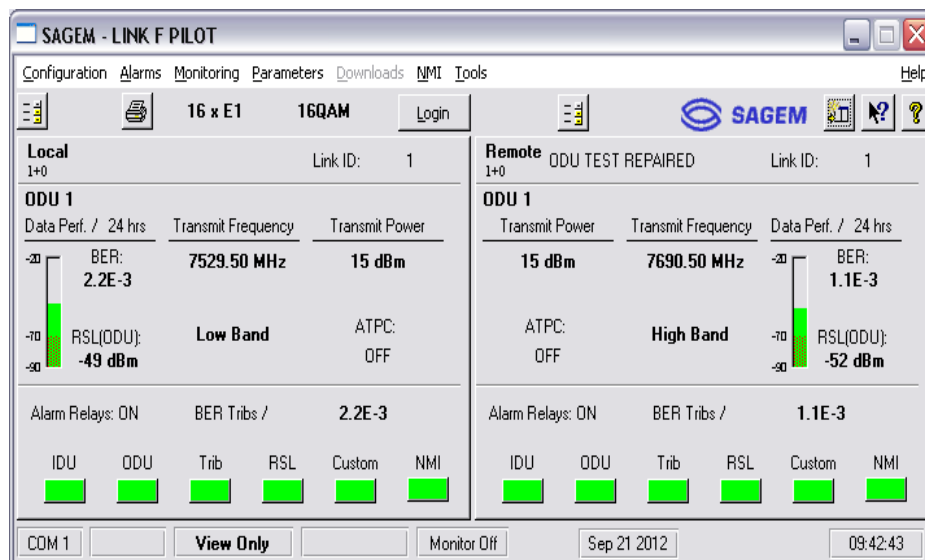 SAGEM - LINK F PILOT
Configuration Alarms Monitoring Parameters Downloads NMI Tools Help
16 x E1 16QAM Login SAGEM
Local Link ID: 1
1+0
ODU 1
Data Perf. / 24 hrs Transmit Frequency Transmit Power
-20 BER: 7529.50 MHz 15 dBm
2.2E-3
-70 RSL(ODU): Low Band ATPC:
-90 -49 dBm OFF
Alarm Relays: ON BER Tribs / 2.2E-3
IDU ODU Trib RSL Custom NMI
Remote ODU TEST REPAIRED Link ID: 1
1+0
ODU 1
Transmit Power Transmit Frequency Data Perf. / 24 hrs
15 dBm 7690.50 MHz -20 BER:
1.1E-3
ATPC: High Band -70 RSL(ODU):
OFF -90 -52 dBm
Alarm Relays: ON BER Tribs / 1.1E-3
IDU ODU Trib RSL Custom NMI
COM 1 View Only Monitor Off Sep 21 2012 09:42:43